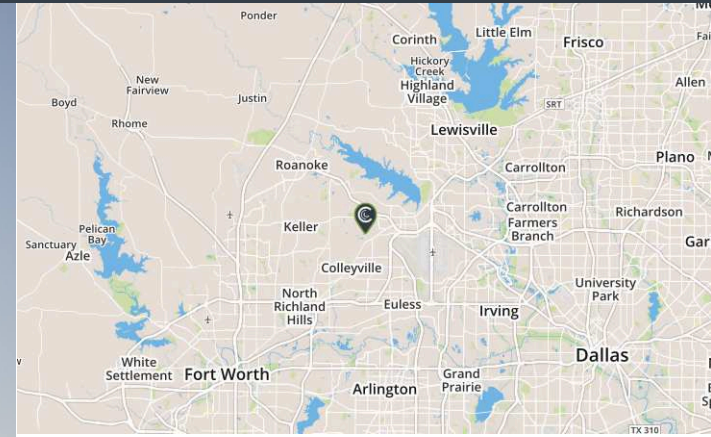 Ponder
Corinth
Little Elm
Frisco
Hickory
Creek
Highland
Village
New
Fairview
Allen
Boyd
Justin
SRT
Rhome
Lewisville
Roanoke
Carrollton
Plano
Carrollton
Farmers
Branch
Richardson
Keller
Pelican
Bay
Sanctuary
Azle
Colleyville
North
Richland
Hills
Euless
Irving
University
Park
White
Settlement
Fort Worth
Dallas
Grand
Prairie
Arlington
TX 310